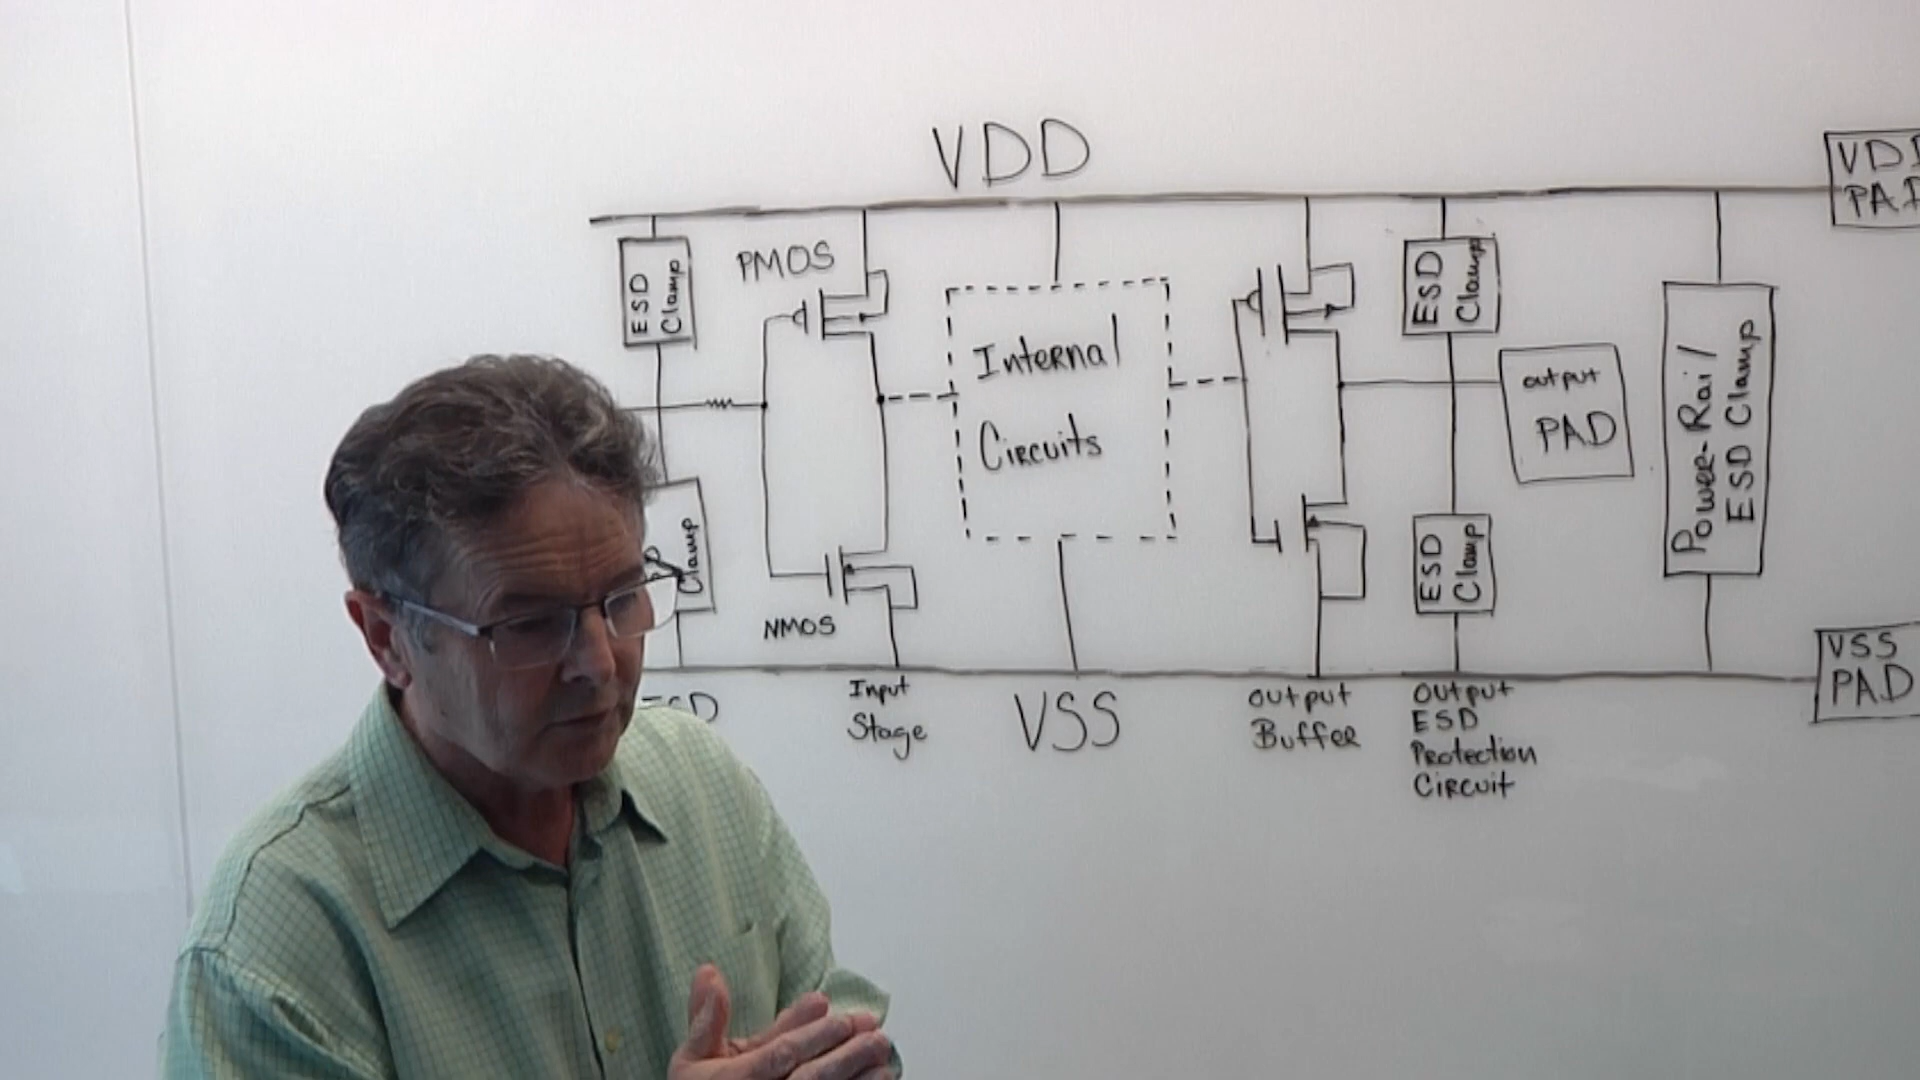 VDD
VDD
PAD
ESD
Clamp
PMOS
ESD
Clamp
Internal
Circuits
output
PAD
Power-Rail
ESD Clamp
Clamp
ESD
Clamp
NMOS
VSS
PAD
ESD
Input
Stage
VSS
output
Buffer
Output
ESD
Protection
Circuit